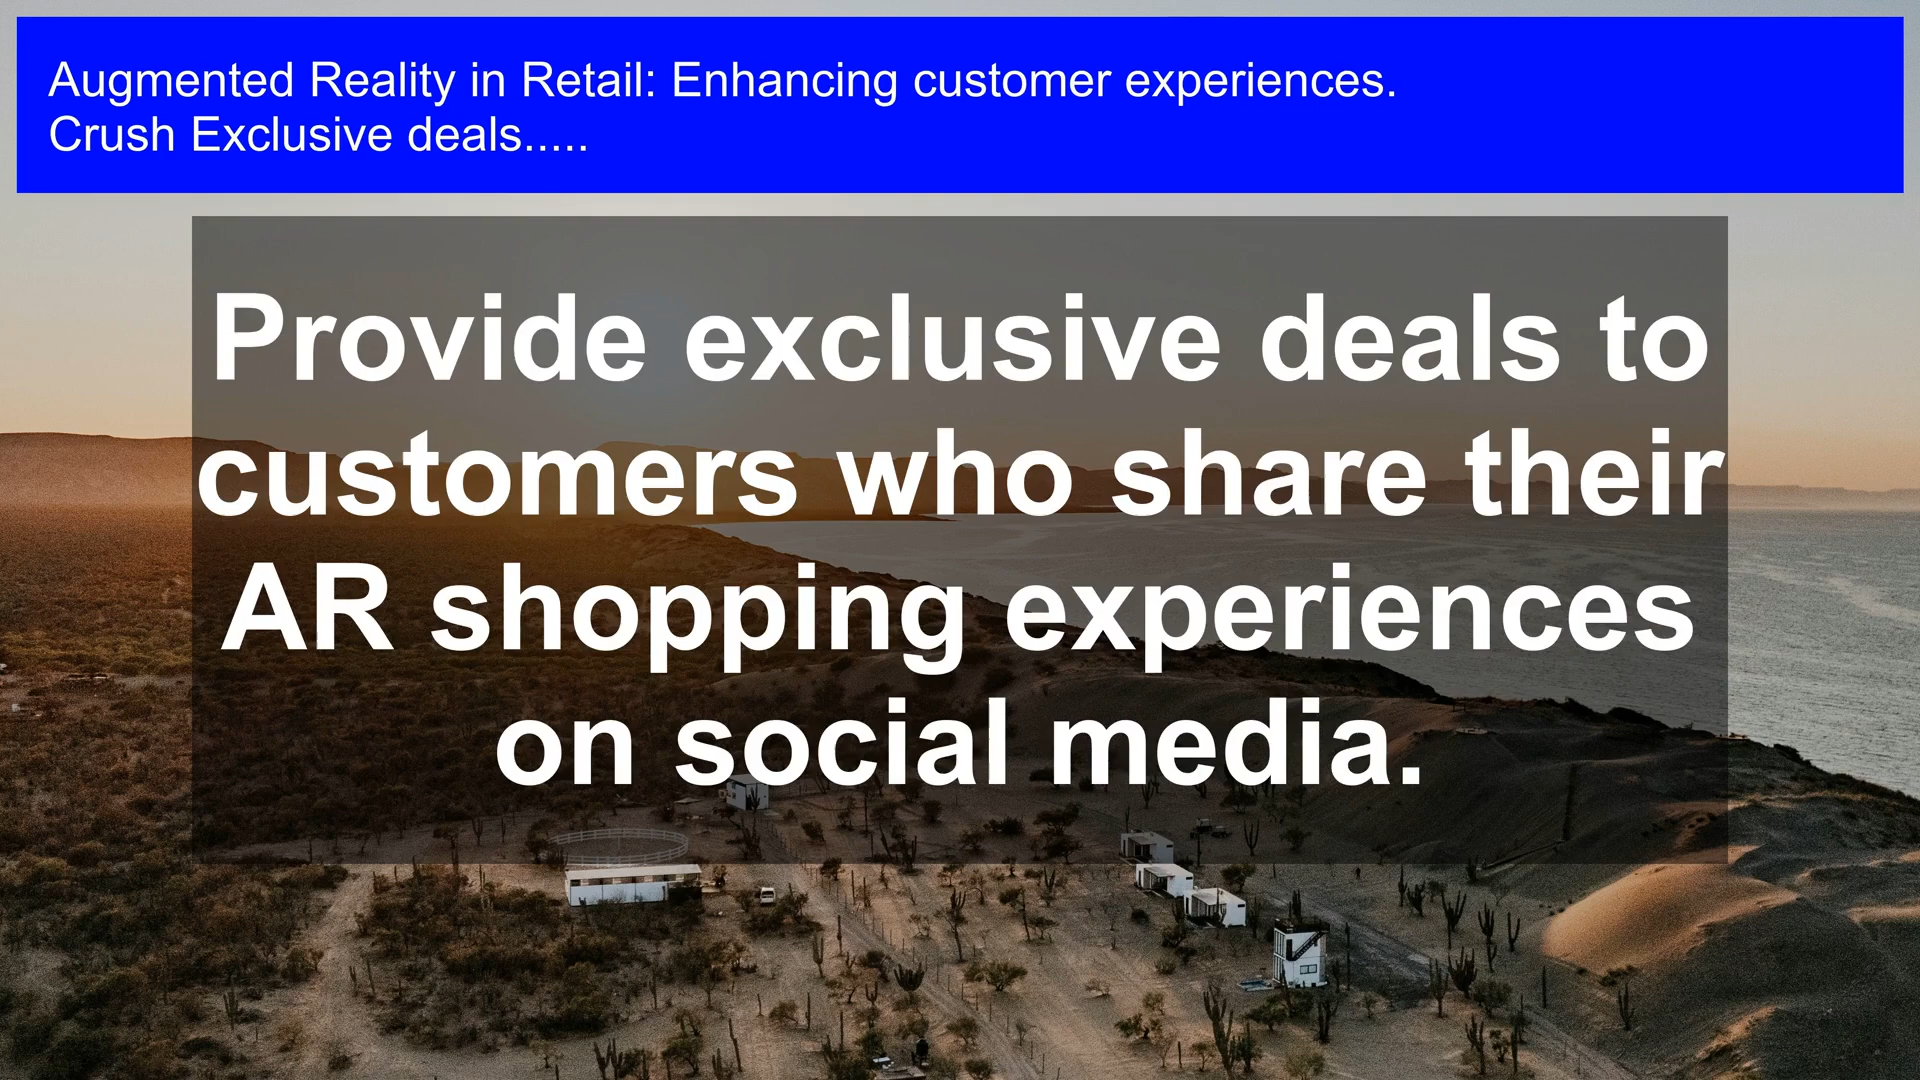 Augmented Reality in Retail: Enhancing customer experiences.
Crush Exclusive deals.....
Provide exclusive deals to
customers who share their
AR shopping experiences
on social media.